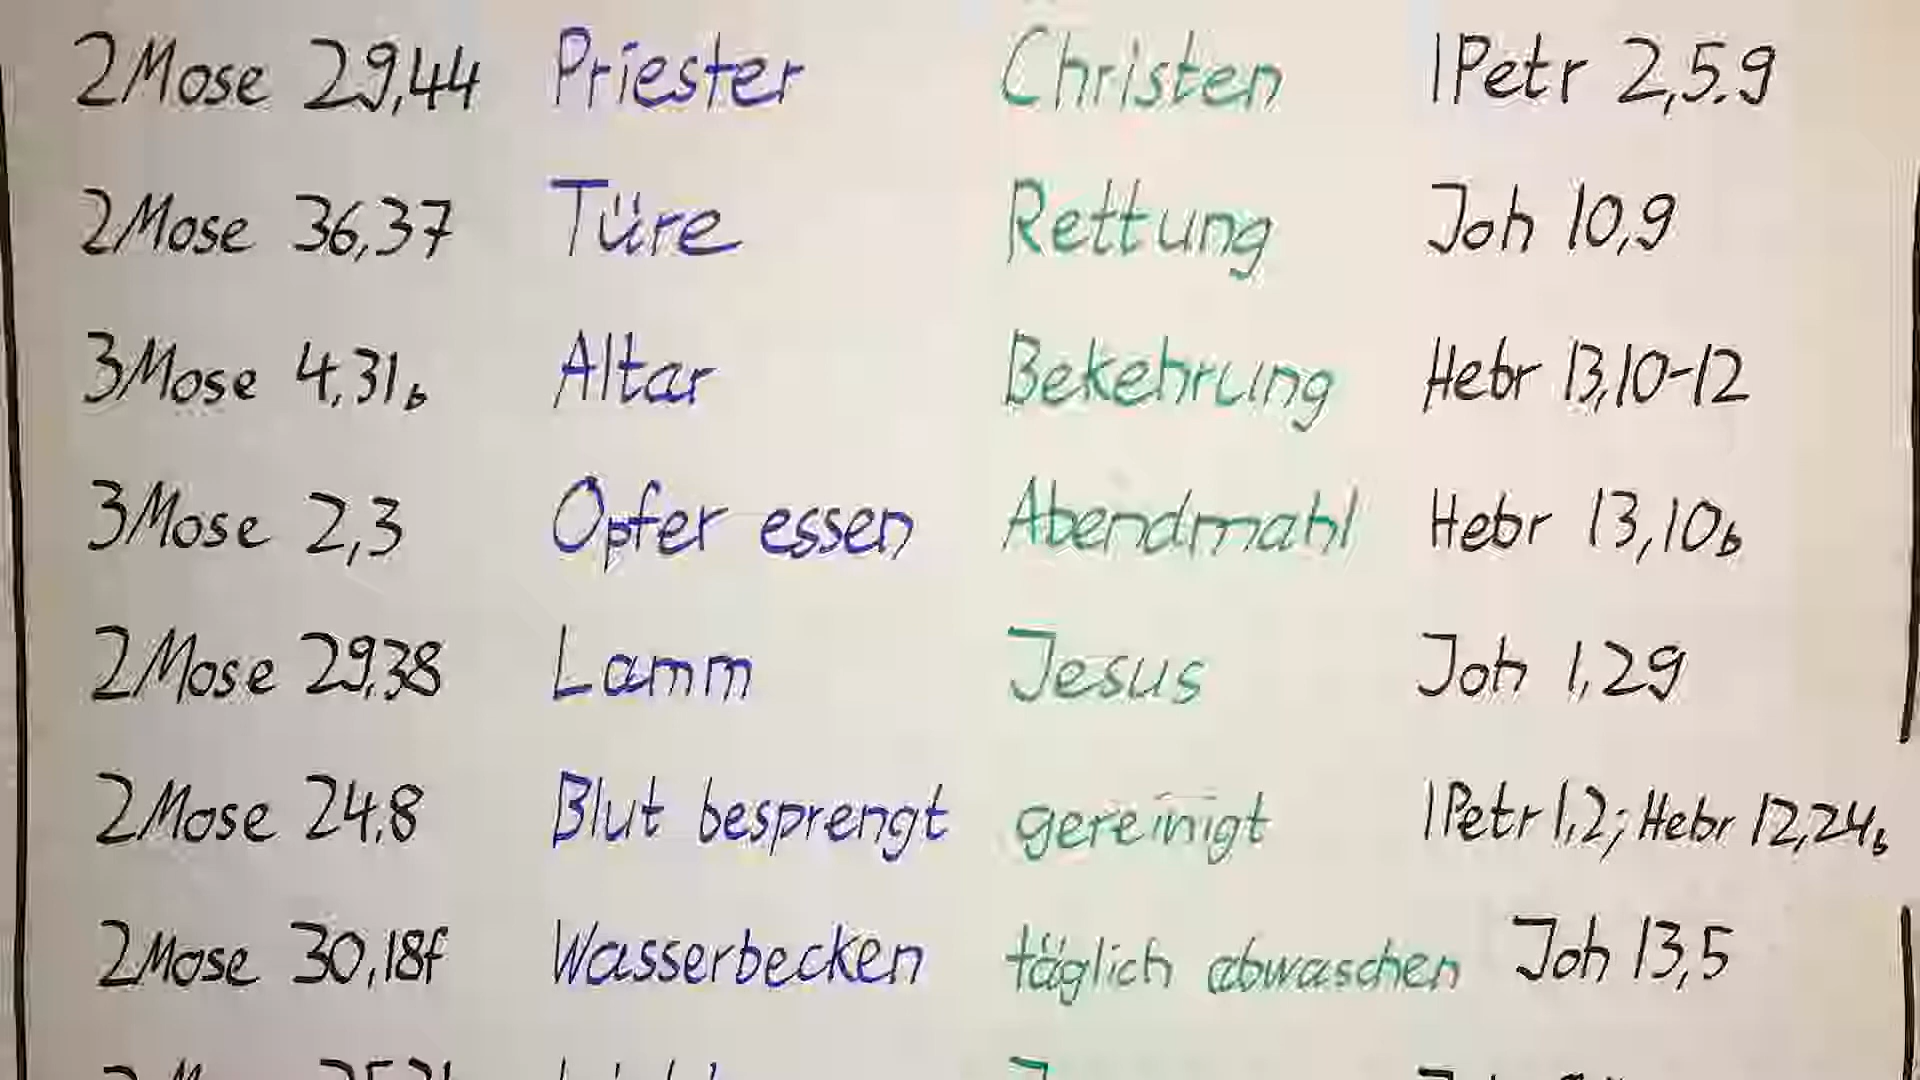 2Mose 29,44 Priester Christen 1Petr 2,5.9
2Mose 36,37 Türe Rettung Joh 10,9
3Mose 4,31b Altar Bekehrung Hebr 13,10-12
3Mose 2,3 Opfer essen Abendmahl Hebr 13,10b
2Mose 29,38 Lamm Jesus Joh 1,29
2Mose 24,8 Blut besprengt gereinigt 1Petr 1,2; Hebr 12,24b
2Mose 30,18f Wasserbecken täglich abwaschen Joh 13,5